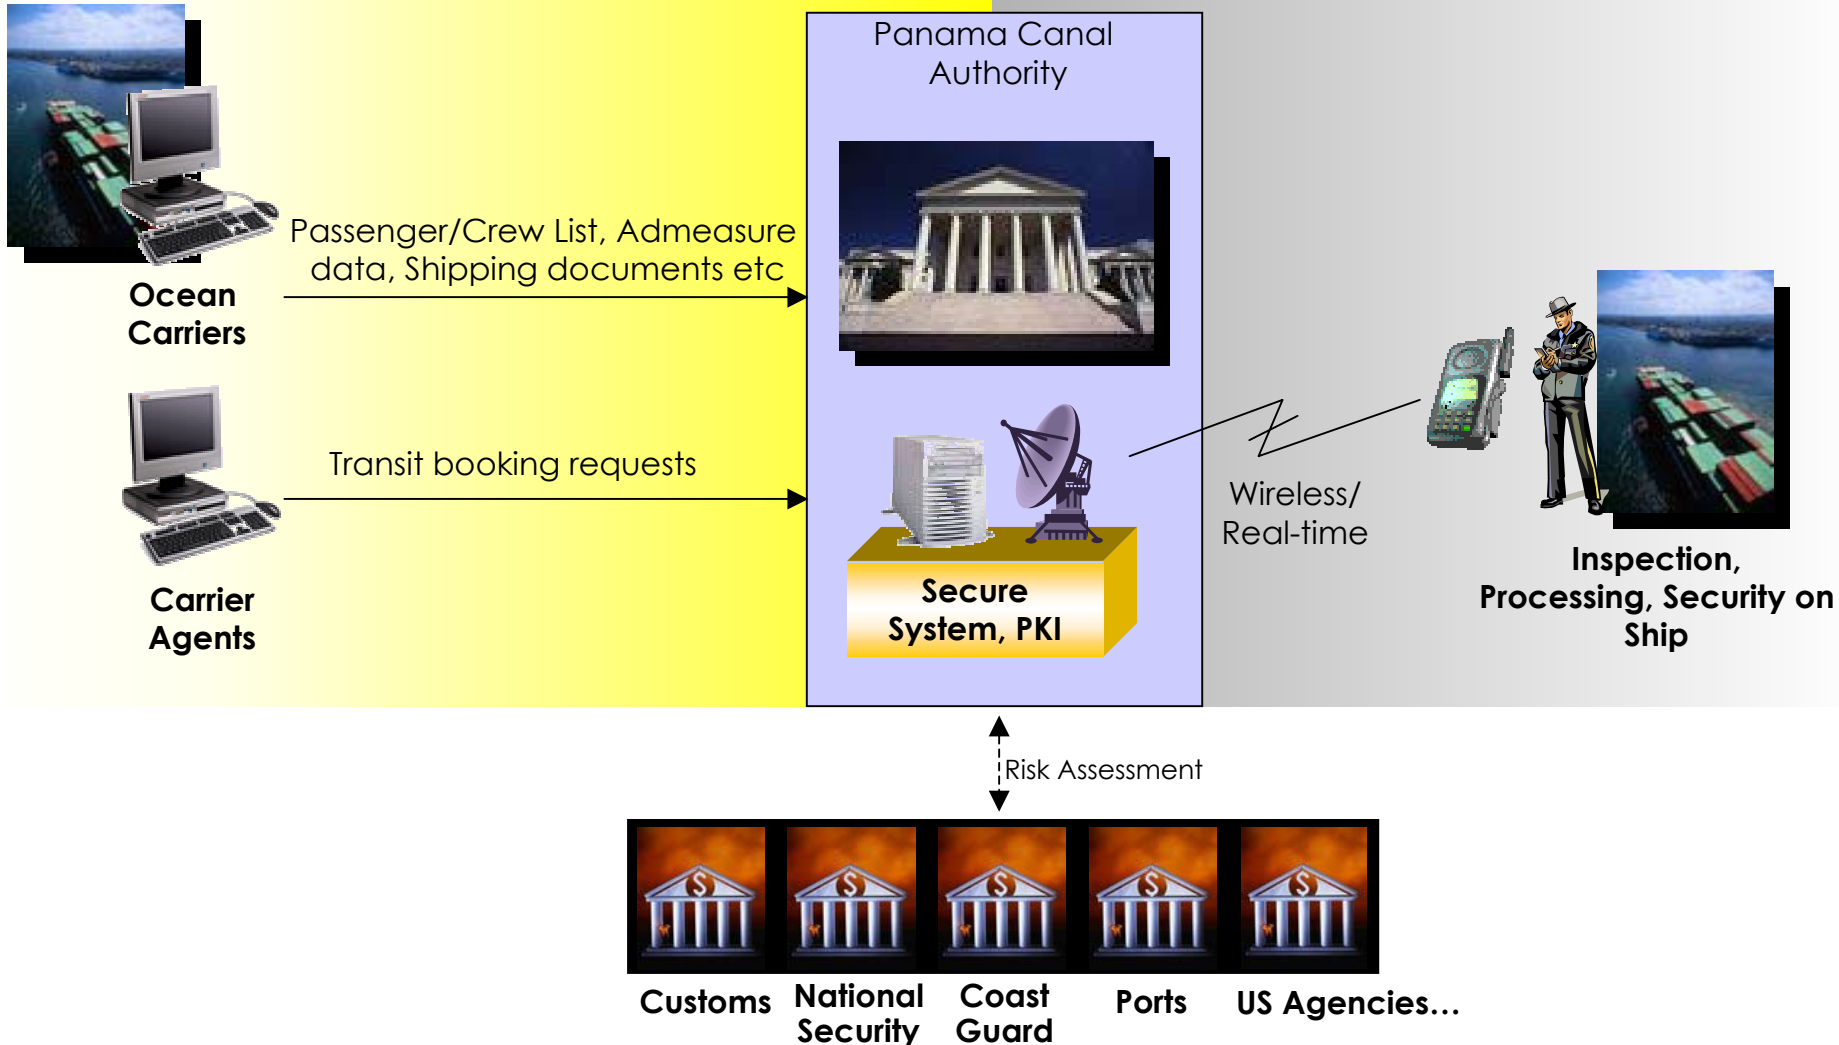 Panama Canal
Authority
Passenger/Crew List, Admeasure
data, Shipping documents etc
Ocean
Carriers
Transit booking requests
Carrier
Agents
Secure
System, PKI
Wireless/
Real-time
Inspection,
Processing, Security on
Ship
Risk Assessment
Customs
National
Security
Coast
Guard
Ports
US Agencies...